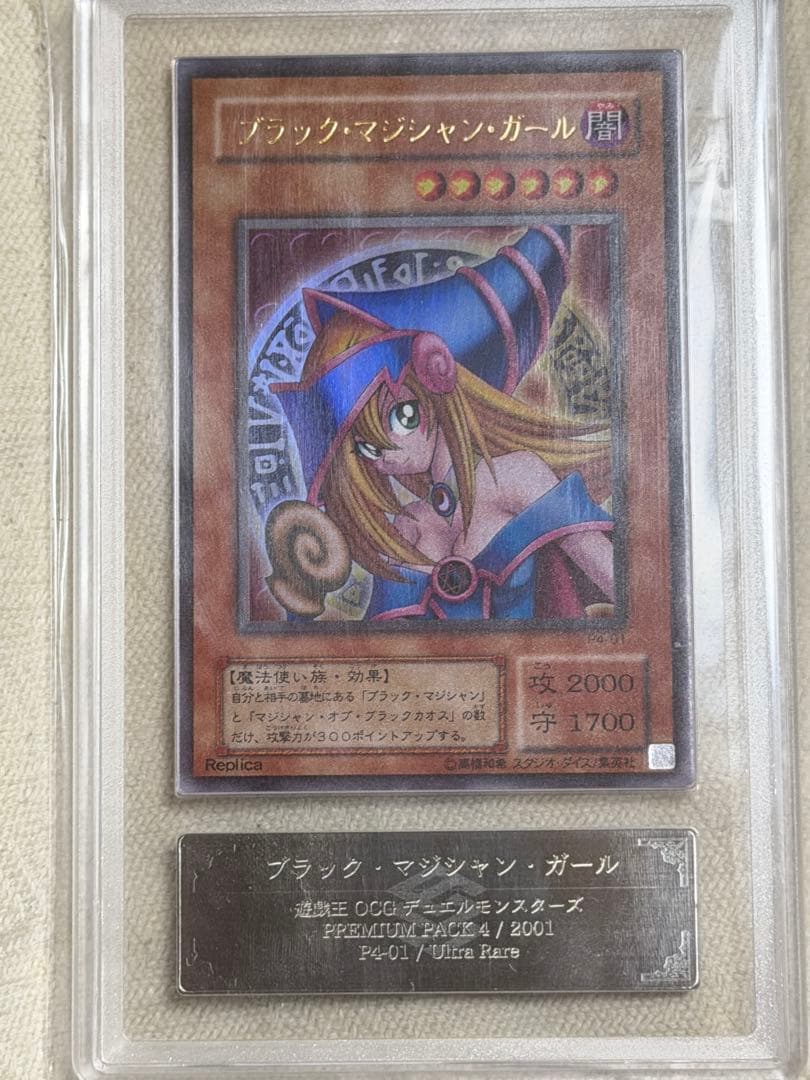 ブラック・マジシャン・ガール
闇
P4-01
【魔法使い族・効果】
自分と相手の墓地にある「ブラック・マジシャン」
と「マジシャン・オブ・ブラックカオス」の数
だけ、攻撃力が300ポイントアップする。
攻 2000
守 1700
Replica
©高橋和希 スタジオ・ダイス/集英社
ブラック・マジシャン・ガール
遊戯王 OCG デュエルモンスターズ
PREMIUM PACK 4 / 2001
P4-01 / Ultra Rare